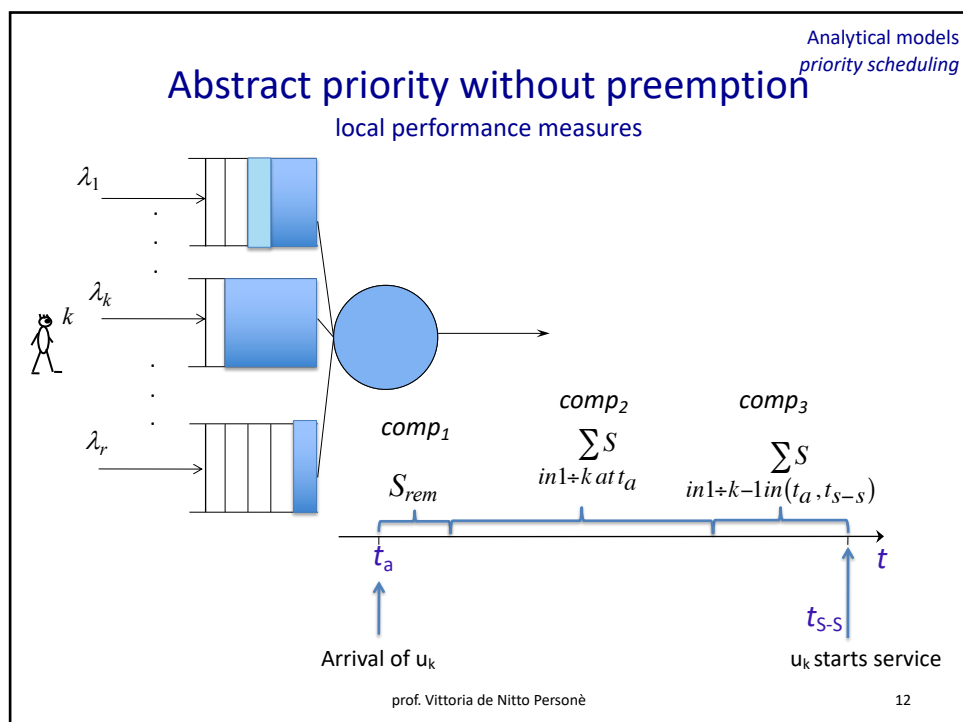 Analytical models
priority scheduling
Abstract priority without preemption
local performance measures
λ1
.
.
.
λk
k
.
.
.
λr
comp1
Srem
comp2
∑ S
in1÷k at ta
comp3
∑ S
in1÷k−1in(ta , ts−s)
ta
t
tS-S
Arrival of uk
uk starts service
prof. Vittoria de Nitto Personè
12